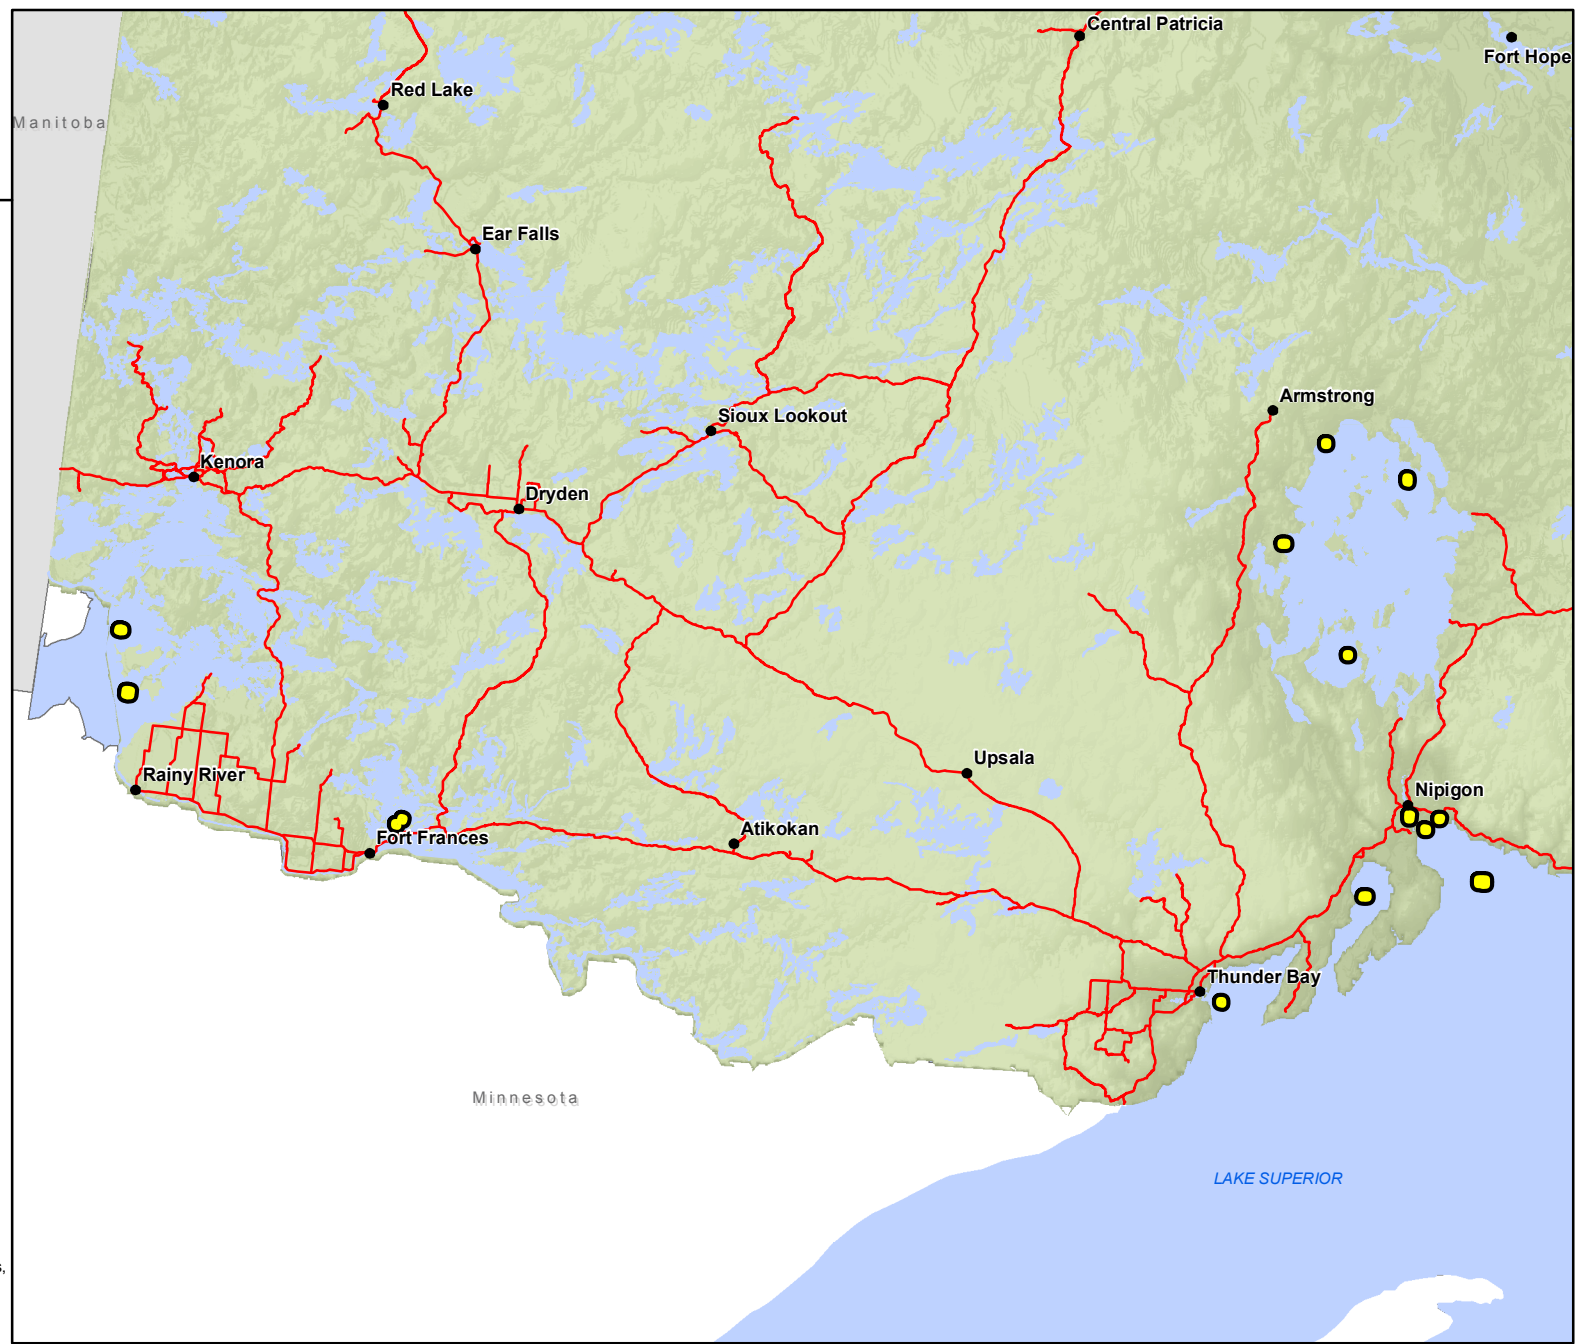 Central Patricia
Fort Hope
Red Lake
Manitoba
Ear Falls
Armstrong
Sioux Lookout
Kenora
Dryden
Upsala
Rainy River
Nipigon
Atikokan
Fort Frances
Thunder Bay
Minnesota
LAKE SUPERIOR